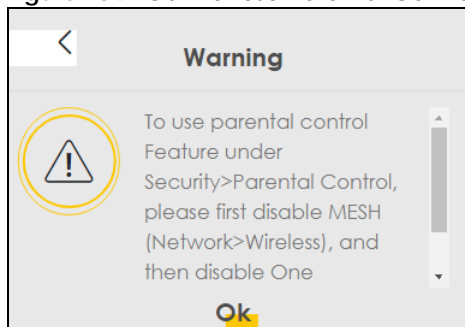 Warning
To use parental control
Feature under
Security>Parental Control,
please first disable MESH
(Network>Wireless), and
then disable One
Ok